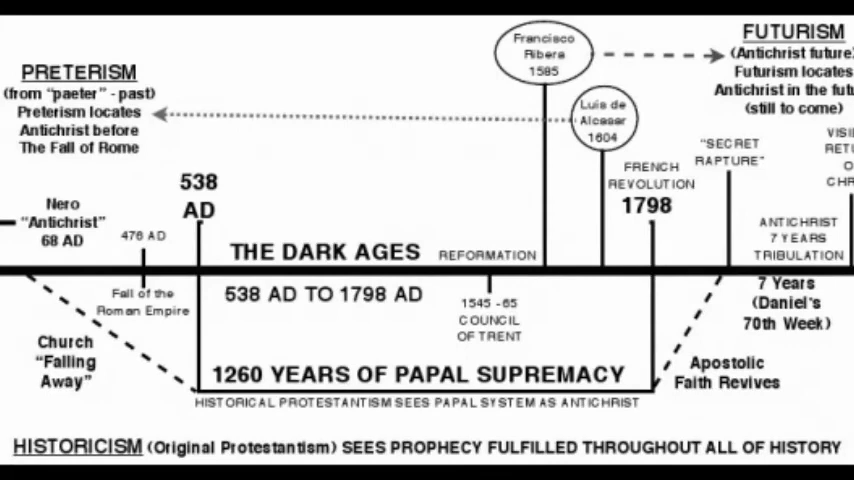 Francisco
Ribera
1585
FUTURISM
(Antichrist future)
Futurism locates
Antichrist in the futu
(still to come)
PRETERISM
(from “paeter” - past)
Preterism locates
Antichrist before
The Fall of Rome
Luis de
Alcasar
1604
538
AD
FRENCH
REVOLUTION
1798
“SECRET
RAPTURE”
VISI
RETU
O
CHR
Nero
“Antichrist”
68 AD
476 AD
THE DARK AGES
REFORMATION
ANTICHRIST
7 YEARS
TRIBULATION
Fall of the
Roman Empire
538 AD TO 1798 AD
1545 -65
COUNCIL
OF TRENT
7 Years
(Daniel's
70th Week)
Church
“Falling
Away”
1260 YEARS OF PAPAL SUPREMACY
Apostolic
Faith Revives
HISTORICAL PROTESTANTISM SEES PAPAL SYSTEM AS ANTICHRIST
HISTORICISM (Original Protestantism) SEES PROPHECY FULFILLED THROUGHOUT ALL OF HISTORY